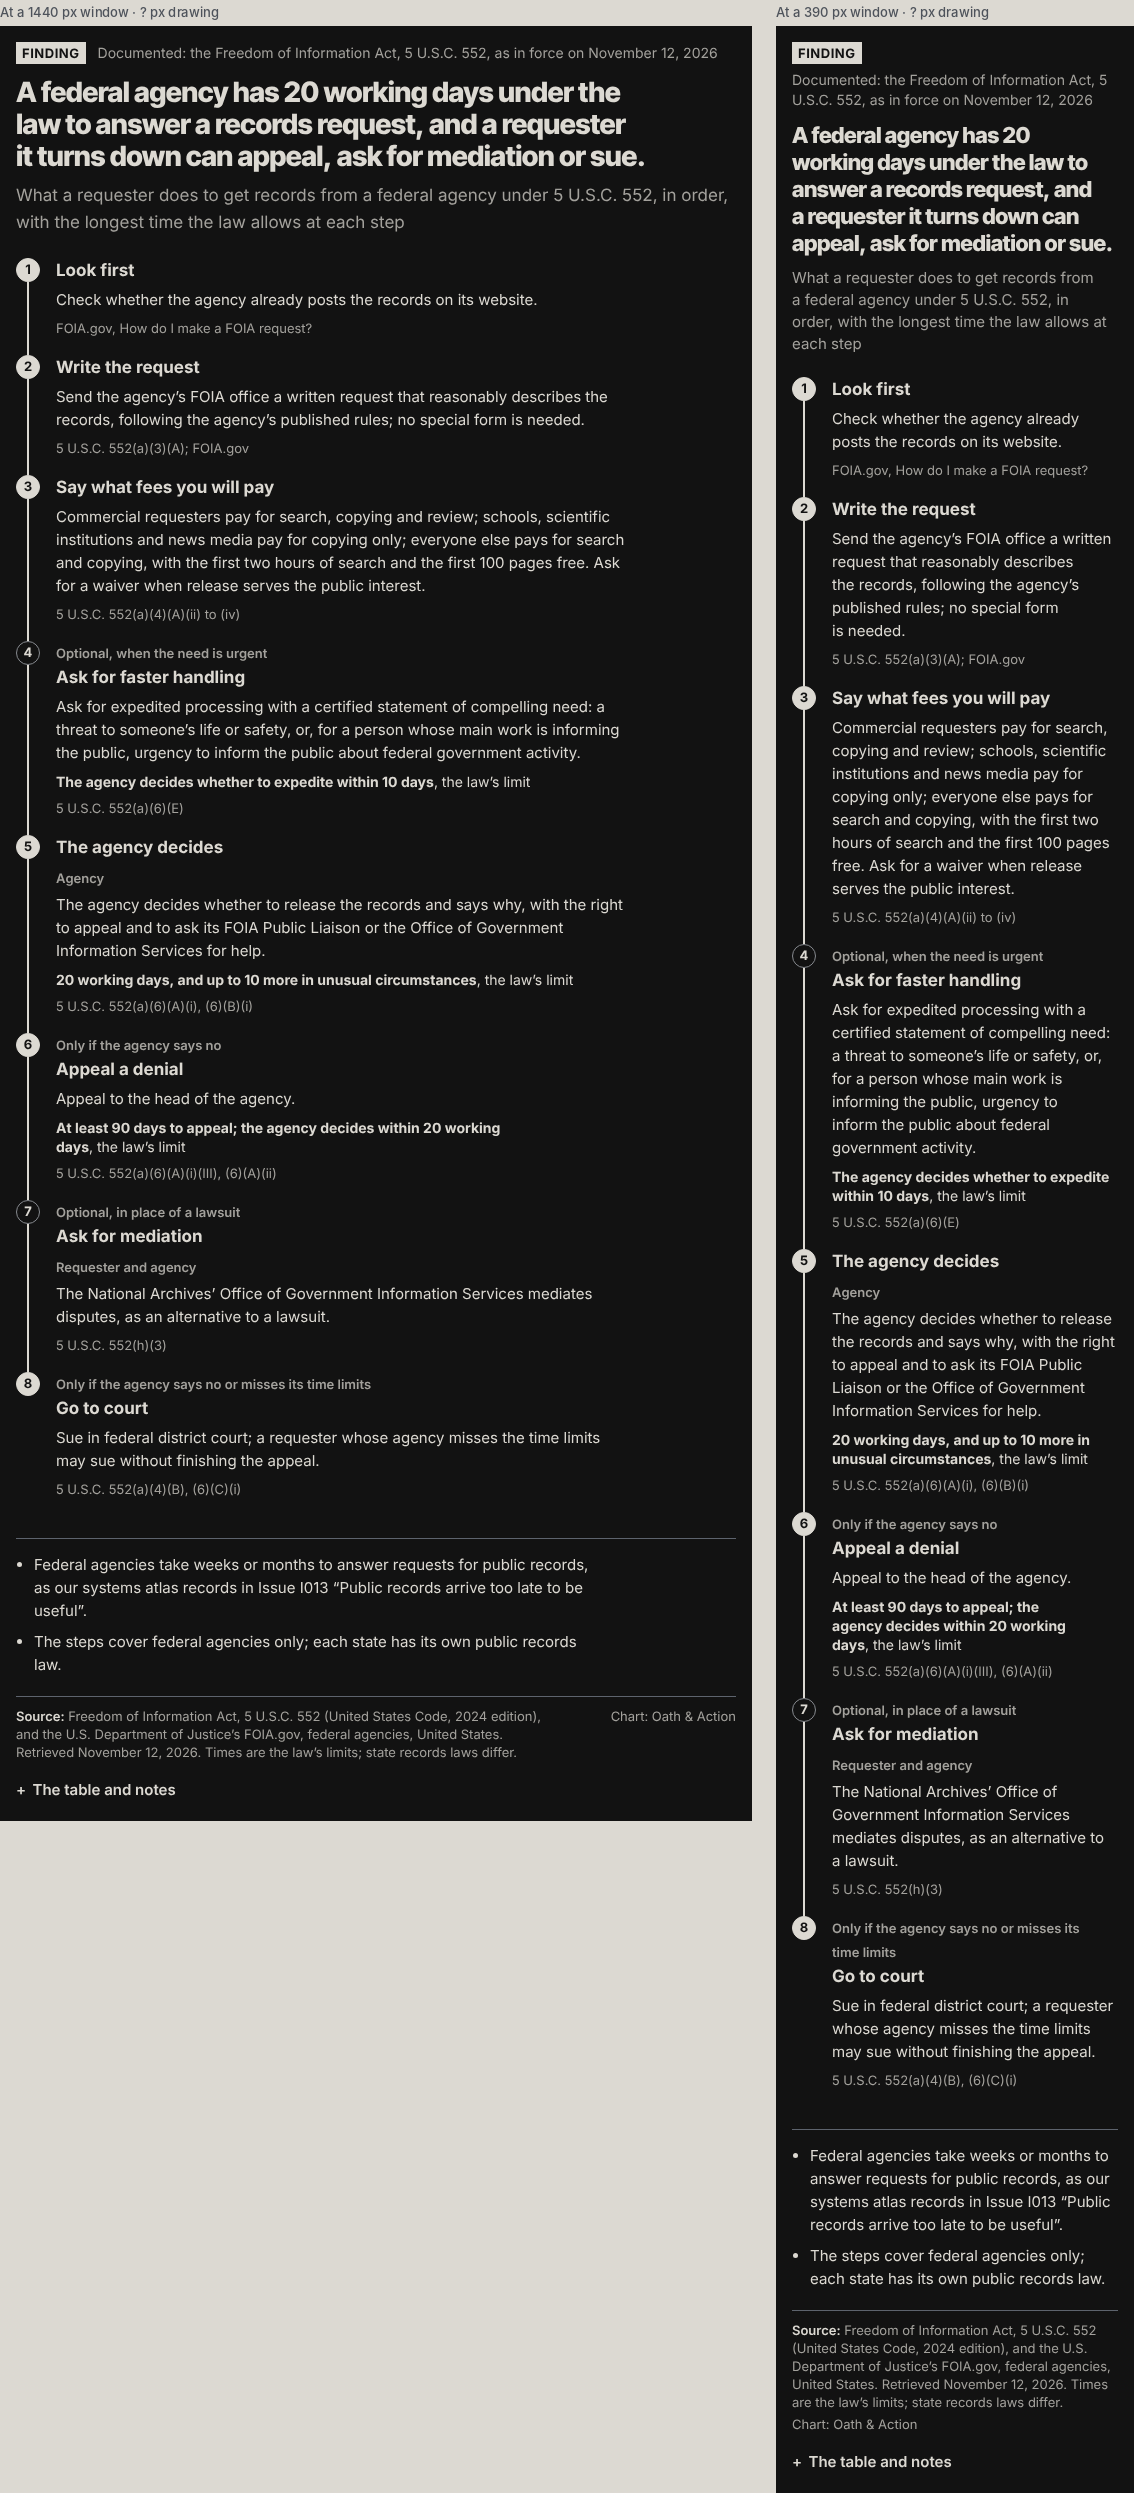 At a 1440 px window · ? px drawing
FINDING
Documented: the Freedom of Information Act, 5 U.S.C. 552, as in force on November 12, 2026
A federal agency has 20 working days under the
law to answer a records request, and a requester
it turns down can appeal, ask for mediation or sue.
What a requester does to get records from a federal agency under 5 U.S.C. 552, in order,
with the longest time the law allows at each step
1
Look first
Check whether the agency already posts the records on its website.
FOIA.gov, How do I make a FOIA request?
2
Write the request
Send the agency’s FOIA office a written request that reasonably describes the
records, following the agency’s published rules; no special form is needed.
5 U.S.C. 552(a)(3)(A); FOIA.gov
3
Say what fees you will pay
Commercial requesters pay for search, copying and review; schools, scientific
institutions and news media pay for copying only; everyone else pays for search
and copying, with the first two hours of search and the first 100 pages free. Ask
for a waiver when release serves the public interest.
5 U.S.C. 552(a)(4)(A)(ii) to (iv)
4
Optional, when the need is urgent
Ask for faster handling
Ask for expedited processing with a certified statement of compelling need: a
threat to someone’s life or safety, or, for a person whose main work is informing
the public, urgency to inform the public about federal government activity.
The agency decides whether to expedite within 10 days, the law’s limit
5 U.S.C. 552(a)(6)(E)
5
The agency decides
Agency
The agency decides whether to release the records and says why, with the right
to appeal and to ask its FOIA Public Liaison or the Office of Government
Information Services for help.
20 working days, and up to 10 more in unusual circumstances, the law’s limit
5 U.S.C. 552(a)(6)(A)(i), (6)(B)(i)
6
Only if the agency says no
Appeal a denial
Appeal to the head of the agency.
At least 90 days to appeal; the agency decides within 20 working
days, the law’s limit
5 U.S.C. 552(a)(6)(A)(i)(III), (6)(A)(ii)
7
Optional, in place of a lawsuit
Ask for mediation
Requester and agency
The National Archives’ Office of Government Information Services mediates
disputes, as an alternative to a lawsuit.
5 U.S.C. 552(h)(3)
8
Only if the agency says no or misses its time limits
Go to court
Sue in federal district court; a requester whose agency misses the time limits
may sue without finishing the appeal.
5 U.S.C. 552(a)(4)(B), (6)(C)(i)
• Federal agencies take weeks or months to answer requests for public records,
as our systems atlas records in Issue I013 “Public records arrive too late to be
useful”.
• The steps cover federal agencies only; each state has its own public records
law.
Source: Freedom of Information Act, 5 U.S.C. 552 (United States Code, 2024 edition),
and the U.S. Department of Justice’s FOIA.gov, federal agencies, United States.
Retrieved November 12, 2026. Times are the law’s limits; state records laws differ.
Chart: Oath & Action
+ The table and notes
At a 390 px window · ? px drawing
FINDING
Documented: the Freedom of Information Act, 5
U.S.C. 552, as in force on November 12, 2026
A federal agency has 20
working days under the law to
answer a records request, and
a requester it turns down can
appeal, ask for mediation or sue.
What a requester does to get records from
a federal agency under 5 U.S.C. 552, in
order, with the longest time the law allows at
each step
1
Look first
Check whether the agency already
posts the records on its website.
FOIA.gov, How do I make a FOIA request?
2
Write the request
Send the agency’s FOIA office a written
request that reasonably describes
the records, following the agency’s
published rules; no special form
is needed.
5 U.S.C. 552(a)(3)(A); FOIA.gov
3
Say what fees you will pay
Commercial requesters pay for search,
copying and review; schools, scientific
institutions and news media pay for
copying only; everyone else pays for
search and copying, with the first two
hours of search and the first 100 pages
free. Ask for a waiver when release
serves the public interest.
5 U.S.C. 552(a)(4)(A)(ii) to (iv)
4
Optional, when the need is urgent
Ask for faster handling
Ask for expedited processing with a
certified statement of compelling need:
a threat to someone’s life or safety, or,
for a person whose main work is
informing the public, urgency to
inform the public about federal
government activity.
The agency decides whether to expedite
within 10 days, the law’s limit
5 U.S.C. 552(a)(6)(E)
5
The agency decides
Agency
The agency decides whether to release
the records and says why, with the right
to appeal and to ask its FOIA Public
Liaison or the Office of Government
Information Services for help.
20 working days, and up to 10 more in
unusual circumstances, the law’s limit
5 U.S.C. 552(a)(6)(A)(i), (6)(B)(i)
6
Only if the agency says no
Appeal a denial
Appeal to the head of the agency.
At least 90 days to appeal; the
agency decides within 20 working
days, the law’s limit
5 U.S.C. 552(a)(6)(A)(i)(III), (6)(A)(ii)
7
Optional, in place of a lawsuit
Ask for mediation
Requester and agency
The National Archives’ Office of
Government Information Services
mediates disputes, as an alternative to
a lawsuit.
5 U.S.C. 552(h)(3)
8
Only if the agency says no or misses its
time limits
Go to court
Sue in federal district court; a requester
whose agency misses the time limits
may sue without finishing the appeal.
5 U.S.C. 552(a)(4)(B), (6)(C)(i)
• Federal agencies take weeks or months to
answer requests for public records, as our
systems atlas records in Issue I013 “Public
records arrive too late to be useful”.
• The steps cover federal agencies only;
each state has its own public records law.
Source: Freedom of Information Act, 5 U.S.C. 552
(United States Code, 2024 edition), and the U.S.
Department of Justice’s FOIA.gov, federal agencies,
United States. Retrieved November 12, 2026. Times
are the law’s limits; state records laws differ.
Chart: Oath & Action
+ The table and notes